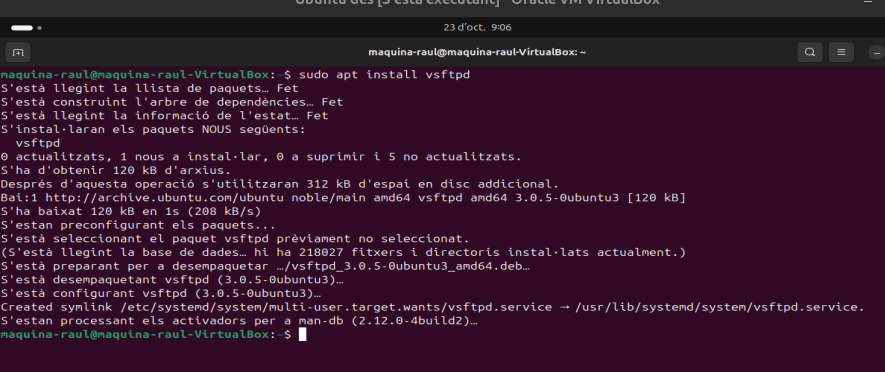 Ubuntu des [S'està executant] - Oracle VM VirtualBox
23 d'oct. 9:06
maquina-raul@maquina-raul-VirtualBox: ~
maquina-raul@maquina-raul-VirtualBox:~$ sudo apt install vsftpd
S'està llegint la llista de paquets… Fet
S'està construint l'arbre de dependències… Fet
S'està llegint la informació de l'estat… Fet
S'instal·laran els paquets NOUS següents:
  vsftpd
0 actualitzats, 1 nous a instal·lar, 0 a suprimir i 5 no actualitzats.
S'ha d'obtenir 120 kB d'arxius.
Després d'aquesta operació s'utilitzaran 312 kB d'espai en disc addicional.
Bai:1 http://archive.ubuntu.com/ubuntu noble/main amd64 vsftpd amd64 3.0.5-0ubuntu3 [120 kB]
S'ha baixat 120 kB en 1s (208 kB/s)
S'estan preconfigurant els paquets...
S'està seleccionant el paquet vsftpd prèviament no seleccionat.
(S'està llegint la base de dades… hi ha 218027 fitxers i directoris instal·lats actualment.)
S'està preparant per a desempaquetar …/vsftpd_3.0.5-0ubuntu3_amd64.deb…
S'està desempaquetant vsftpd (3.0.5-0ubuntu3)…
S'està configurant vsftpd (3.0.5-0ubuntu3)…
Created symlink /etc/systemd/system/multi-user.target.wants/vsftpd.service → /usr/lib/systemd/system/vsftpd.service.
S'estan processant els activadors per a man-db (2.12.0-4build2)…
maquina-raul@maquina-raul-VirtualBox:~$